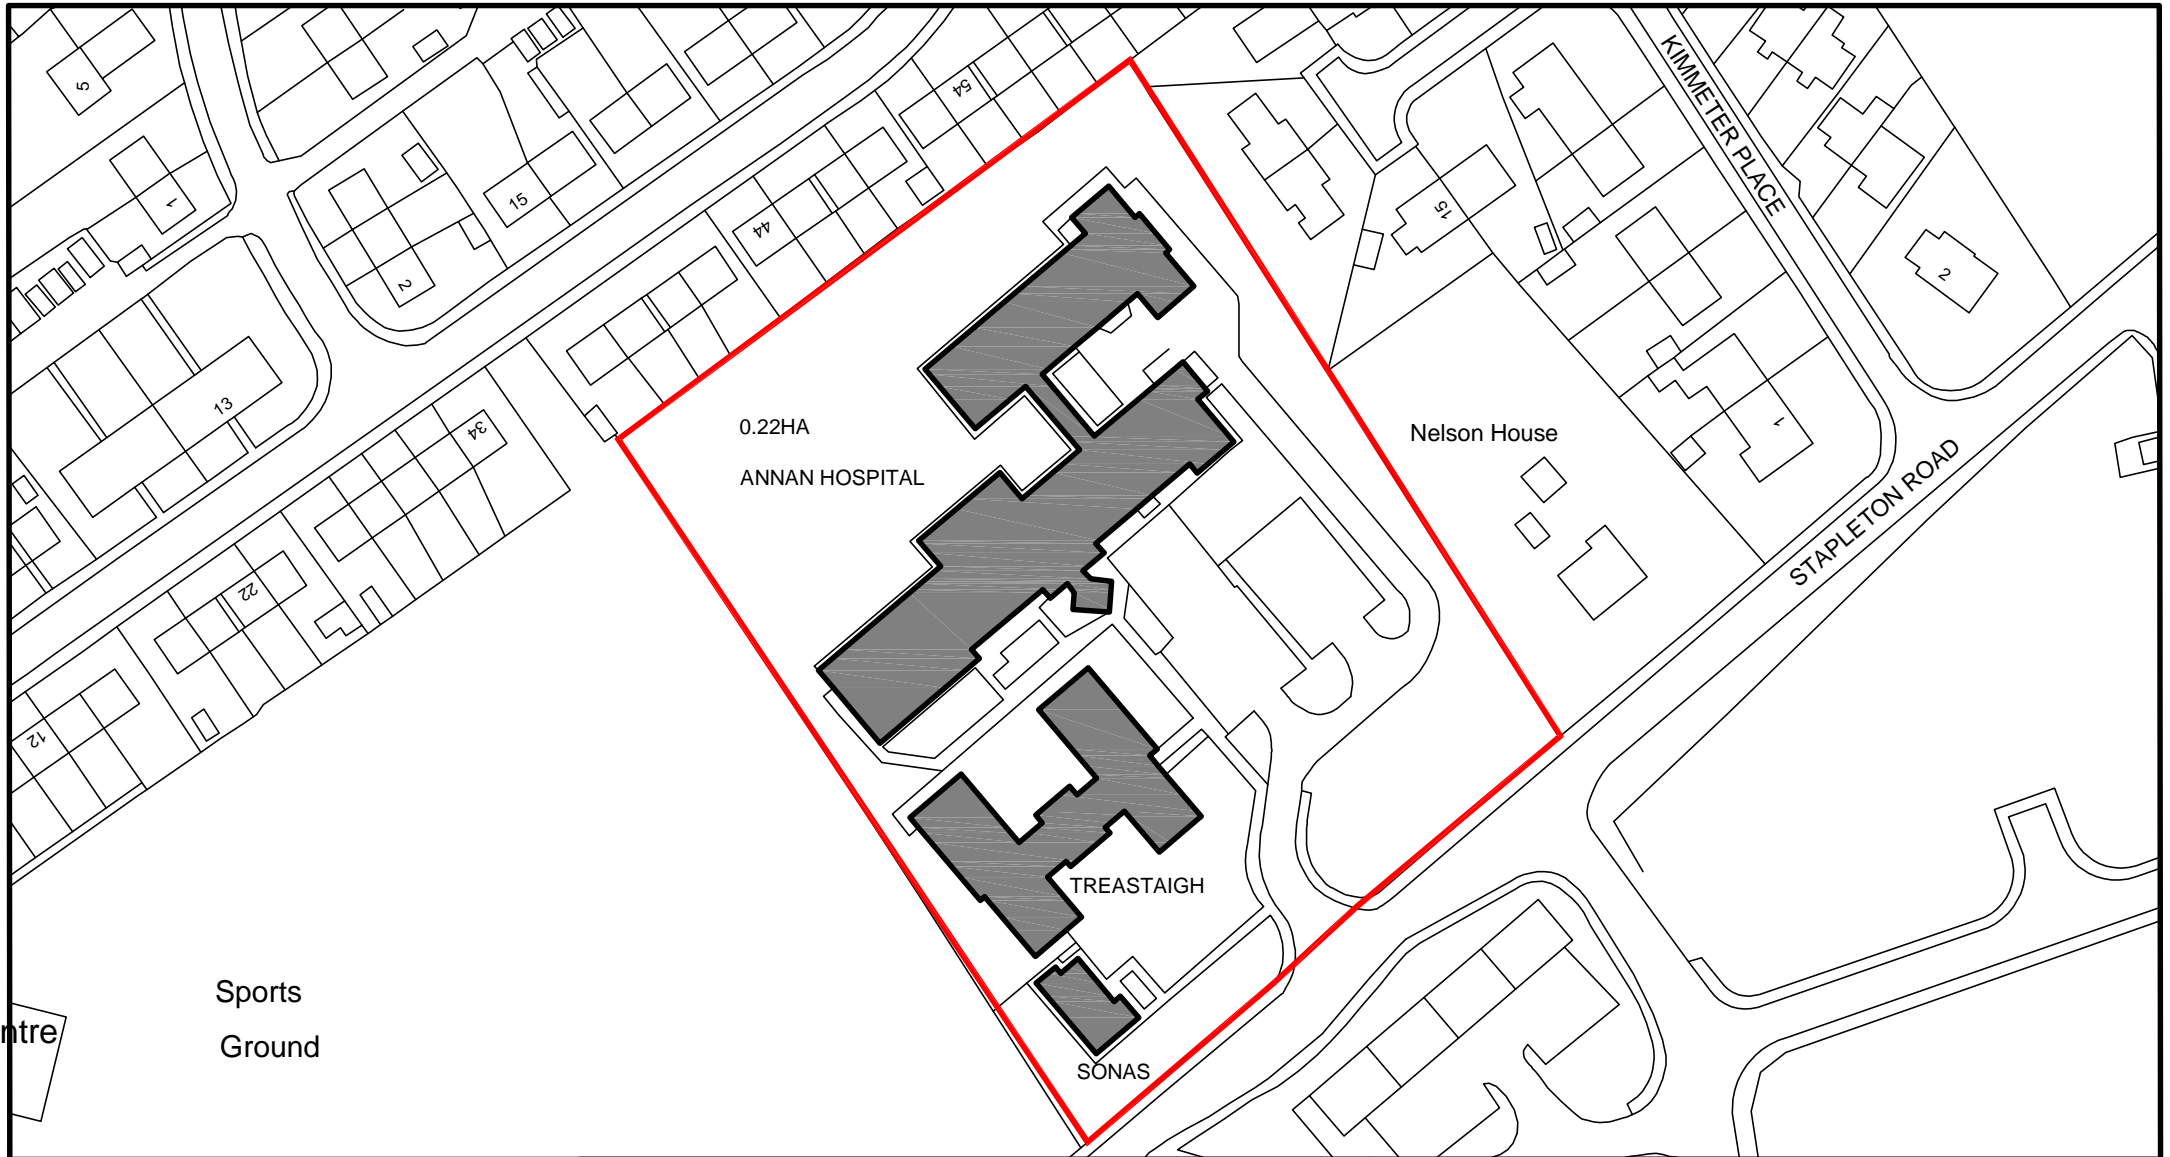 5
54
KIMMETER PLACE
1
15
44
15
2
2
13
34
0.22HA
Nelson House
1
ANNAN HOSPITAL
STAPLETON ROAD
22
12
TREASTAIGH
Sports
ntre
Ground
SONAS